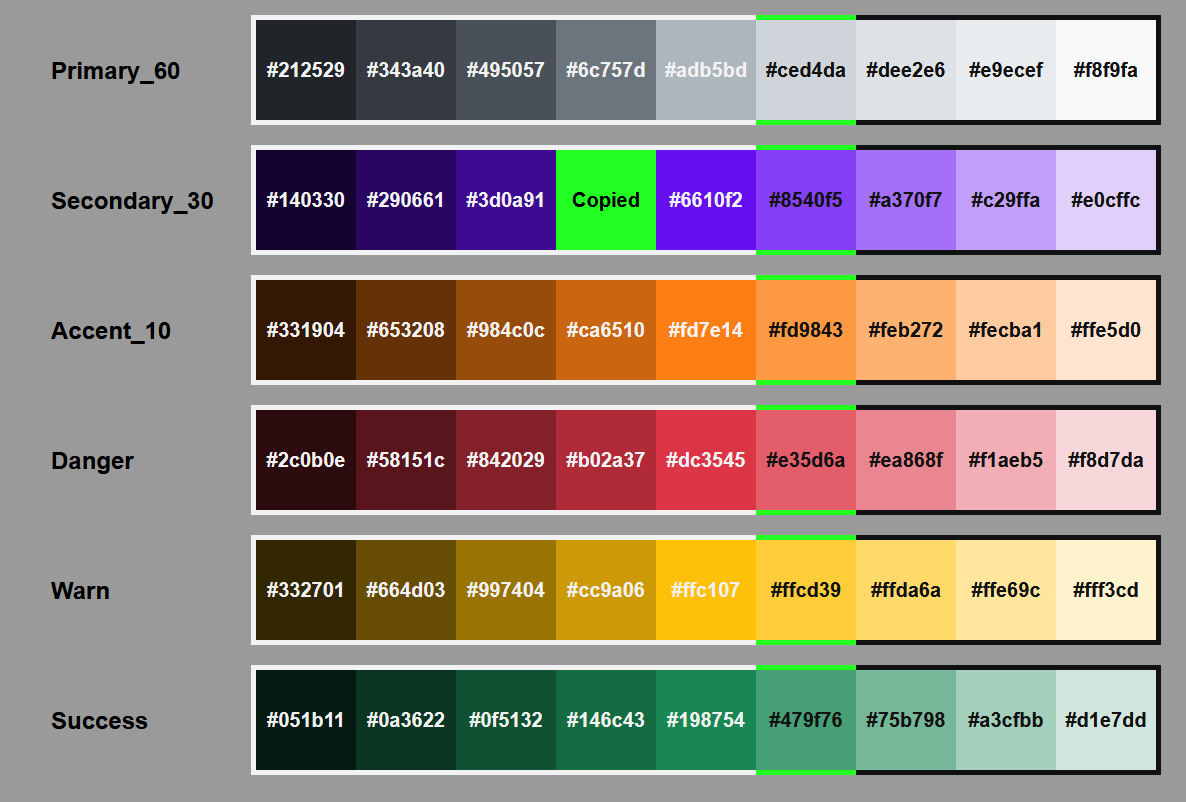 Primary_60 #212529 #343a40 #495057 #6c757d #adb5bd #ced4da #dee2e6 #e9ecef #f8f9fa
Secondary_30 #140330 #290661 #3d0a91 Copied #6610f2 #8540f5 #a370f7 #c29ffa #e0cffc
Accent_10 #331904 #653208 #984c0c #ca6510 #fd7e14 #fd9843 #feb272 #fecba1 #ffe5d0
Danger #2c0b0e #58151c #842029 #b02a37 #dc3545 #e35d6a #ea868f #f1aeb5 #f8d7da
Warn #332701 #664d03 #997404 #cc9a06 #ffc107 #ffcd39 #ffda6a #ffe69c #fff3cd
Success #051b11 #0a3622 #0f5132 #146c43 #198754 #479f76 #75b798 #a3cfbb #d1e7dd